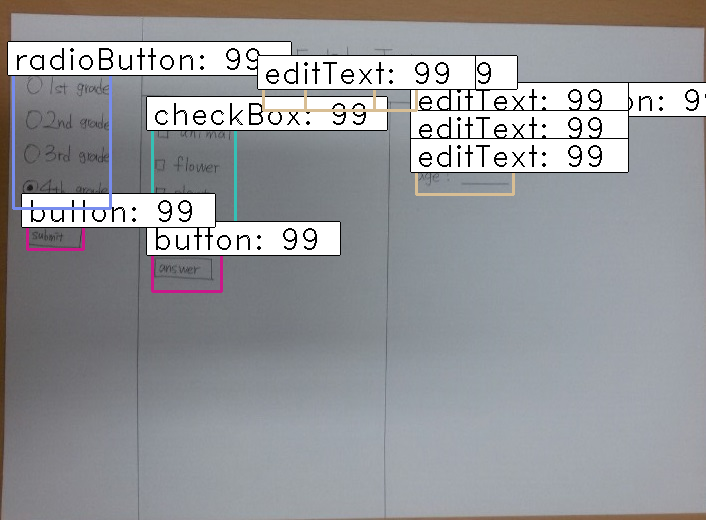 radioButton: 99
editText: 99
9
1st grade
2nd grade
3rd grade
4th grade
button: 99
submit
checkBox: 99
animal
flower
button: 99
answer
editText: 99
on: 99
editText: 99
editText: 99
age :